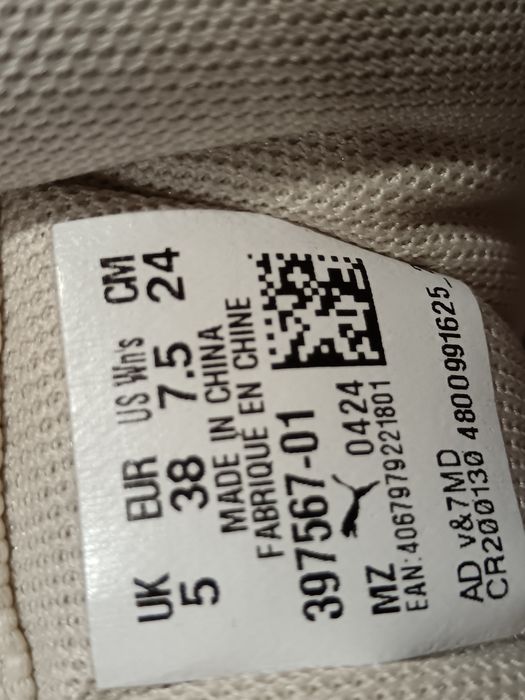 UK EUR US Wn's CM
5 38 7.5 24
MADE IN CHINA
FABRIQUÉ EN CHINE
397567-01
0424
MZ
EAN:4067979221801
AD v&7MD
CR200130 4800991625_